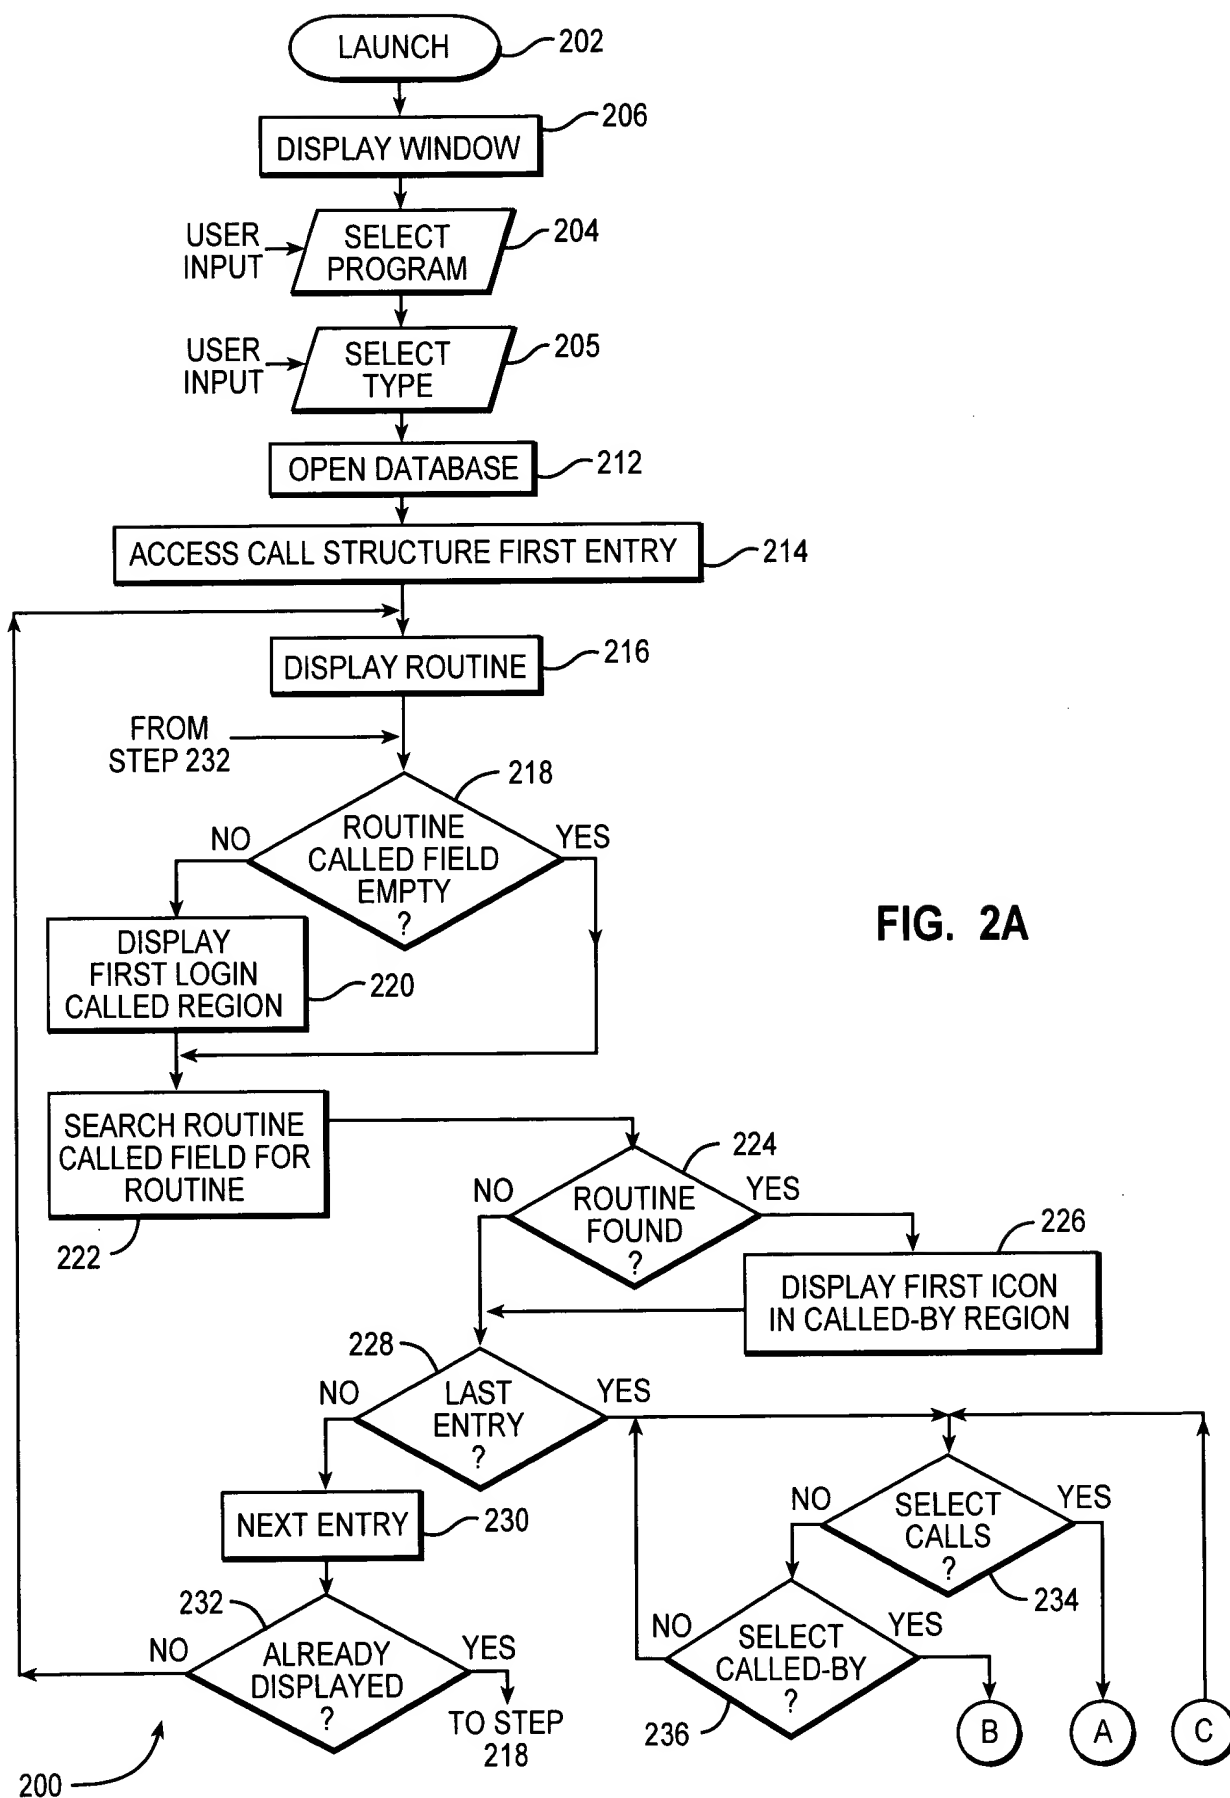 LAUNCH
202
DISPLAY WINDOW
206
USER
INPUT
SELECT
PROGRAM
204
USER
INPUT
SELECT
TYPE
205
OPEN DATABASE
212
ACCESS CALL STRUCTURE FIRST ENTRY
214
DISPLAY ROUTINE
216
FROM
STEP 232
218
NO
ROUTINE
CALLED FIELD
EMPTY
?
YES
FIG. 2A
DISPLAY
FIRST LOGIN
CALLED REGION
220
SEARCH ROUTINE
CALLED FIELD FOR
ROUTINE
222
224
NO
ROUTINE
FOUND
?
YES
226
DISPLAY FIRST ICON
IN CALLED-BY REGION
228
NO
LAST
ENTRY
?
YES
NEXT ENTRY
230
NO
SELECT
CALLS
?
YES
234
232
NO
ALREADY
DISPLAYED
?
YES
TO STEP
218
NO
SELECT
CALLED-BY
?
YES
236
B
A
C
200